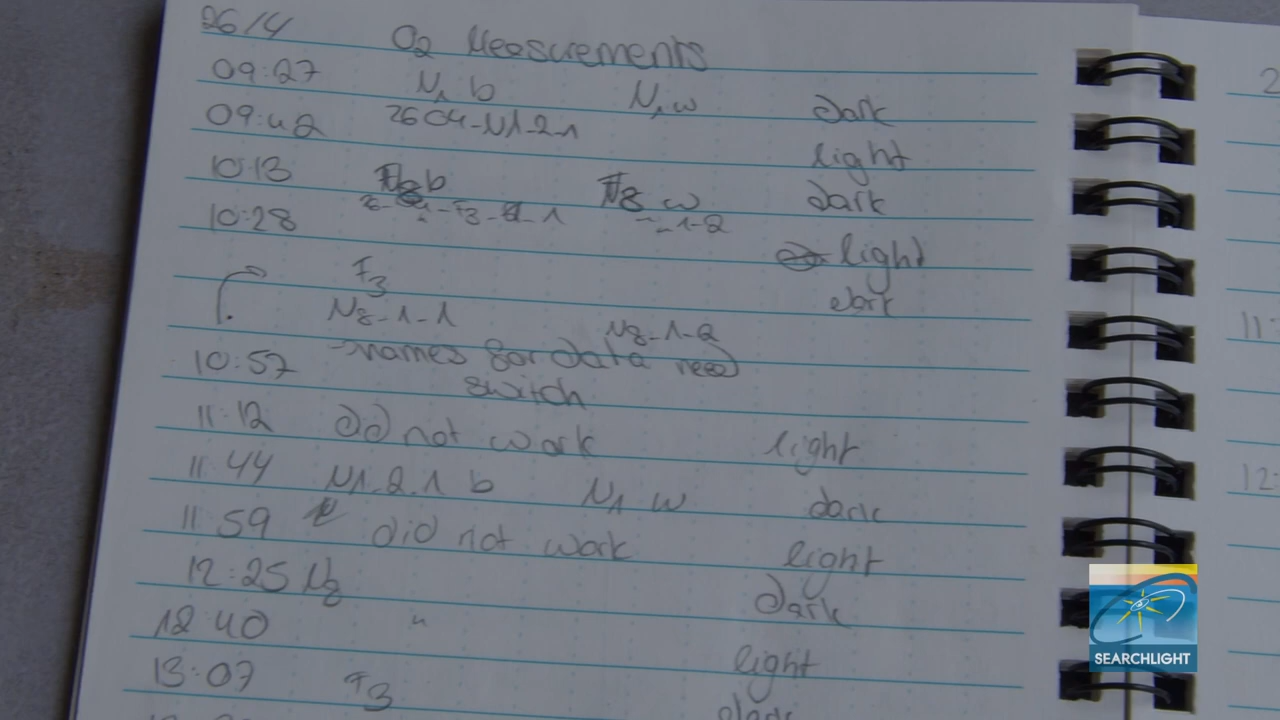 26/4 O2 Measurements
09:27 N1 b N1 w dark
09:42 2604-N1-2-1 light
10:13 b w dark
10:28 light
F3 dark
N8-1-1 N8-1-2
10:57 →names for data need
switch
11:12 did not work light
11:44 N1.2.1 b N1 w dark
11:59 did not work light
12:25 N8 dark
12:40 " light
13:07 F3 dark
2
11:
12:
SEARCHLIGHT